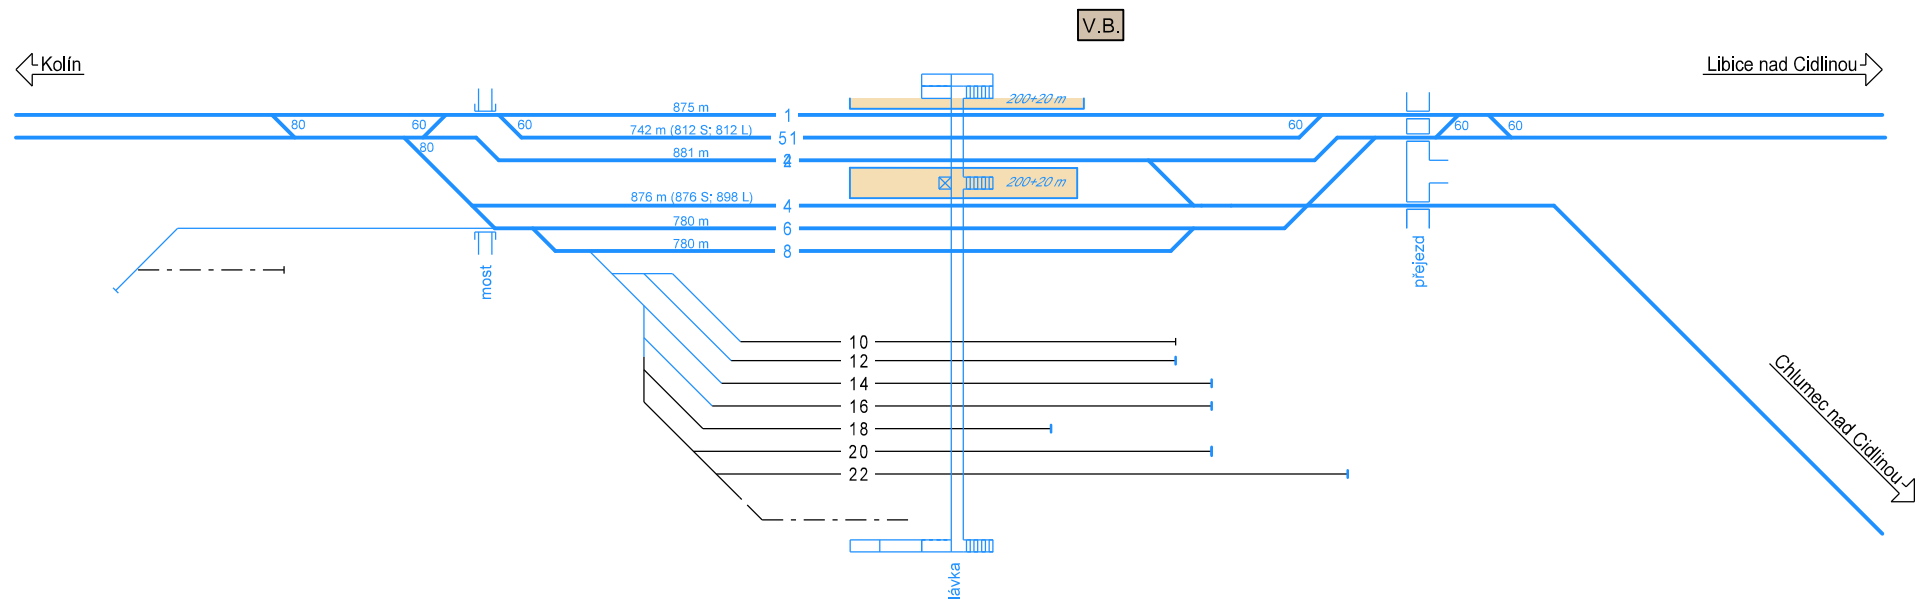 V.B.
Kolín
Libice nad Cidlinou
200+20 m
875 m
1
80
60
60
742 m (812 S; 812 L)
51
60
60
60
80
881 m
2
200+20 m
876 m (876 S; 898 L)
4
780 m
6
780 m
8
most
přejezd
10
12
14
16
18
20
22
Chlumec nad Cidlinou
lávka